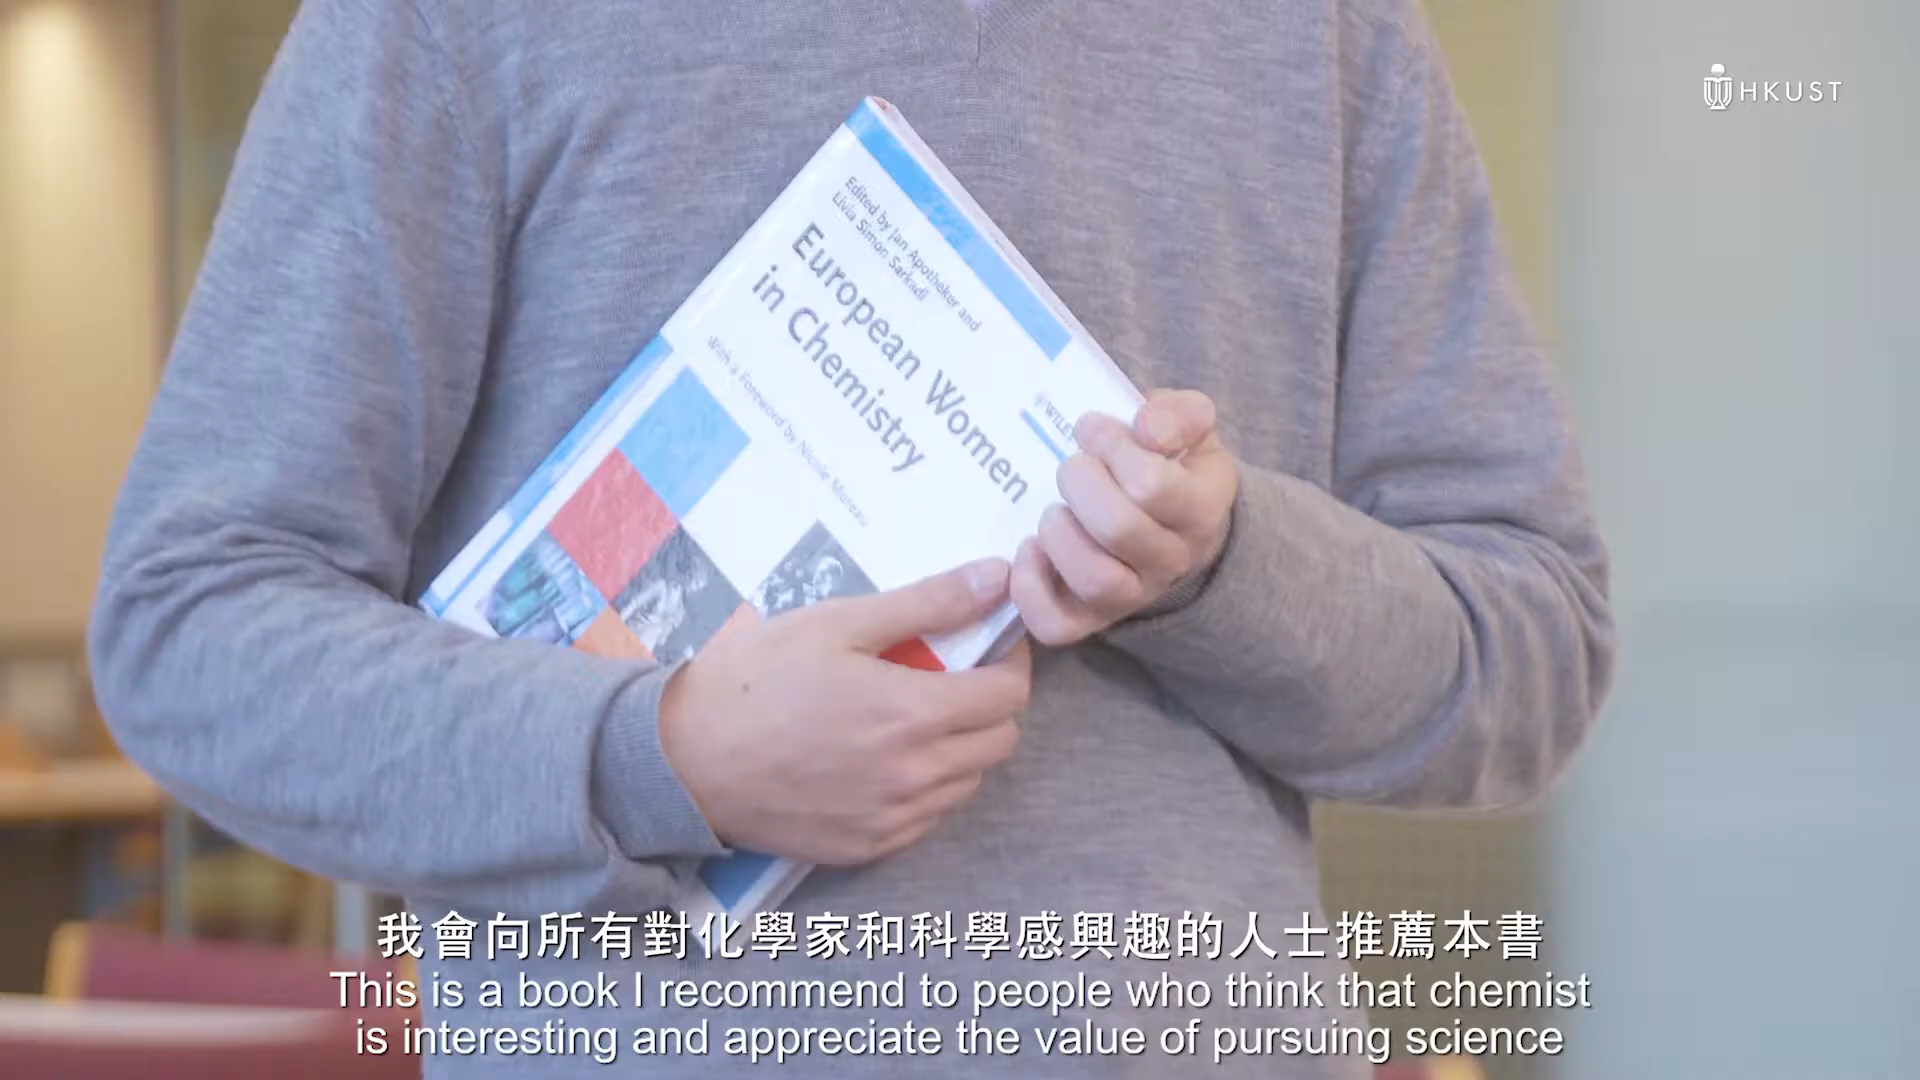 HKUST
Edited by Jan Apotheker and
Livia Simon Sarkadi
European Women
in Chemistry
WILEY
With a Foreword by Nicole Moreau
我會向所有對化學家和科學感興趣的人士推薦本書
This is a book I recommend to people who think that chemist
is interesting and appreciate the value of pursuing science